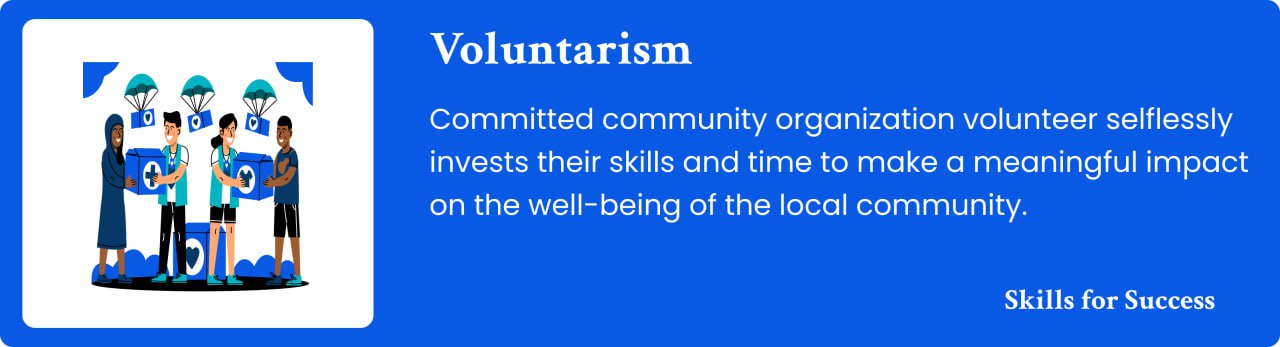 Voluntarism
Committed community organization volunteer selflessly
invests their skills and time to make a meaningful impact
on the well-being of the local community.
Skills for Success